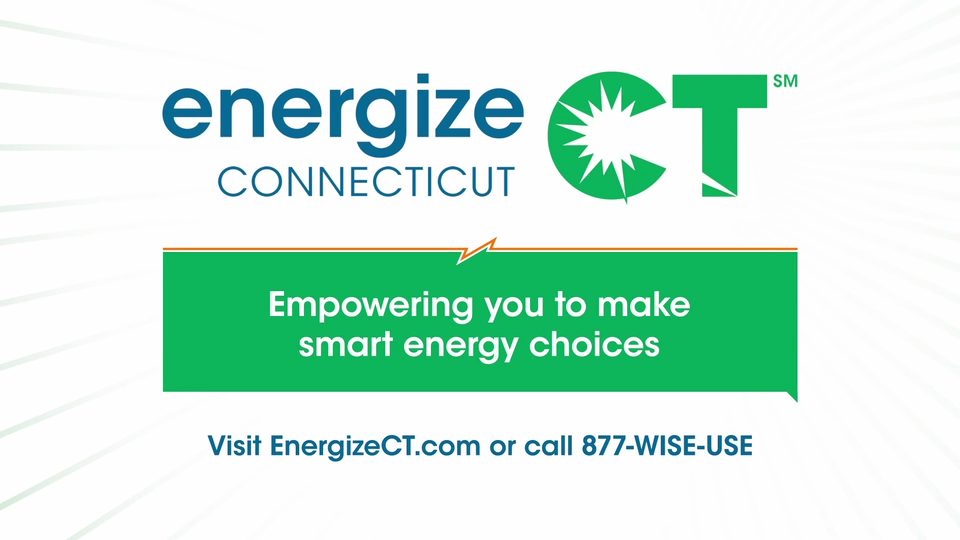 energize CT SM
CONNECTICUT
Empowering you to make
smart energy choices
Visit EnergizeCT.com or call 877-WISE-USE